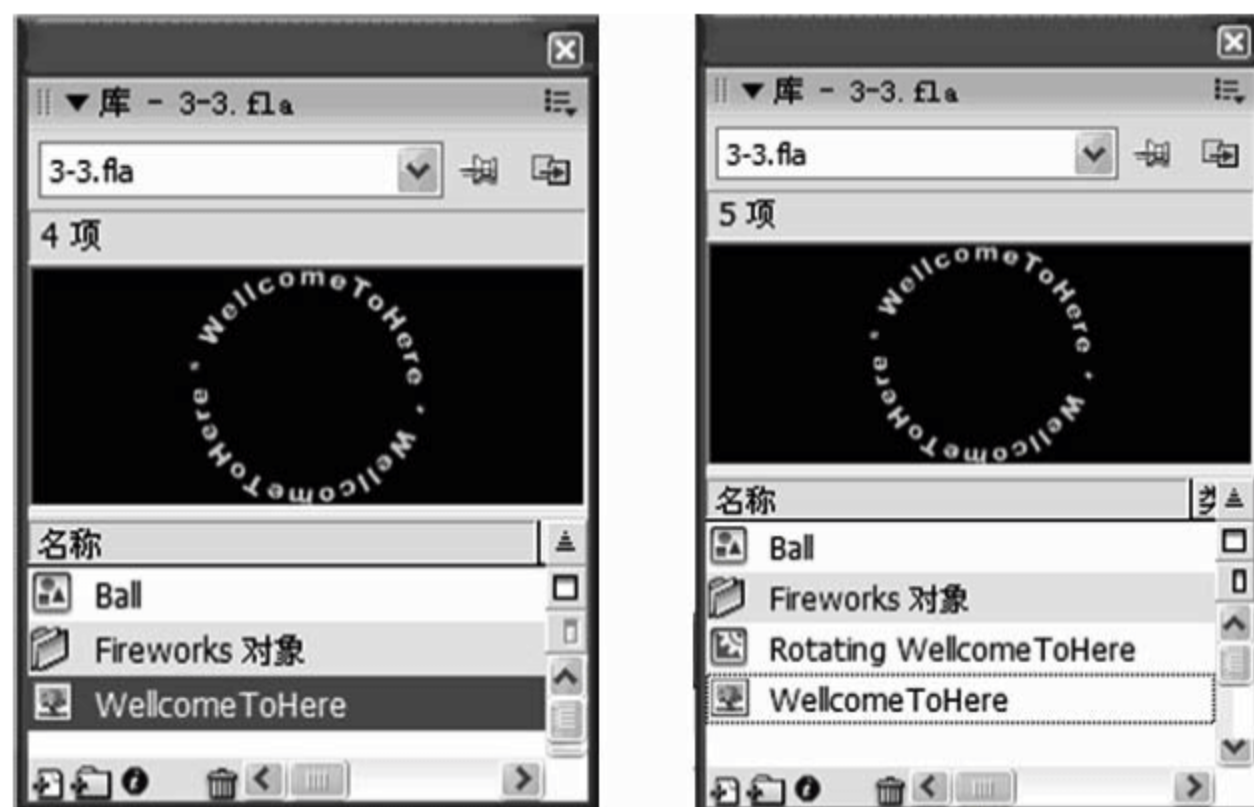 库 - 3-3.fla
3-3.fla
4 项
WellcomeToHere * WellcomeToHere *
名称
Ball
Fireworks 对象
WellcomeToHere
库 - 3-3.fla
3-3.fla
5 项
WellcomeToHere * WellcomeToHere *
名称
Ball
Fireworks 对象
Rotating WellcomeToHere
WellcomeToHere